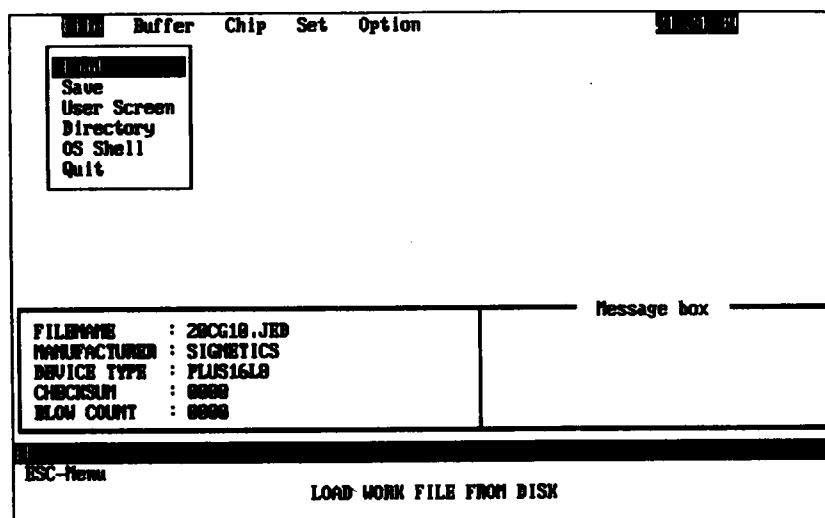 Buffer Chip Set Option
Save
User Screen
Directory
OS Shell
Quit
Message box
FILENAME : 20CG10.JED
MANUFACTURER : SIGNETICS
DEVICE TYPE : PLUS16L8
CHECKSUM : 0000
BLOW COUNT : 0000
ESC-Menu
LOAD WORK FILE FROM DISK